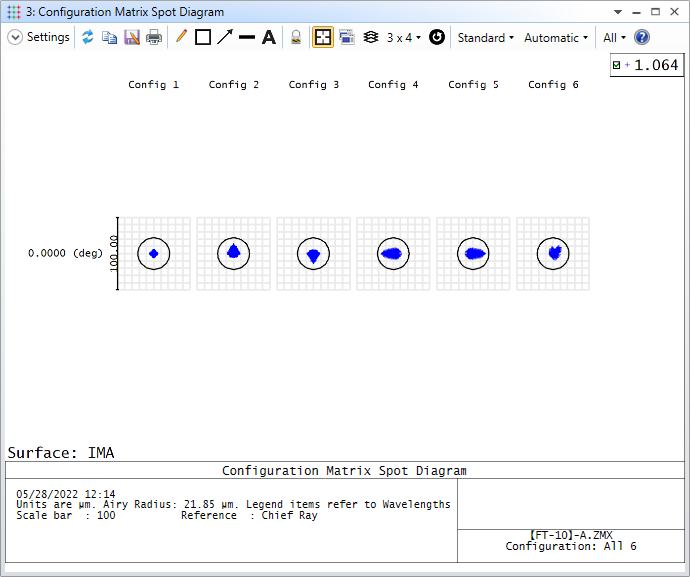 3: Configuration Matrix Spot Diagram
Settings
A
3 x 4
Standard
Automatic
All
+ 1.064
Config 1
Config 2
Config 3
Config 4
Config 5
Config 6
0.0000 (deg)
100.00
Surface: IMA
Configuration Matrix Spot Diagram
05/28/2022 12:14
Units are µm. Airy Radius: 21.85 µm. Legend items refer to Wavelengths
Scale bar : 100 Reference : Chief Ray
【FT-10】-A.ZMX
Configuration: All 6